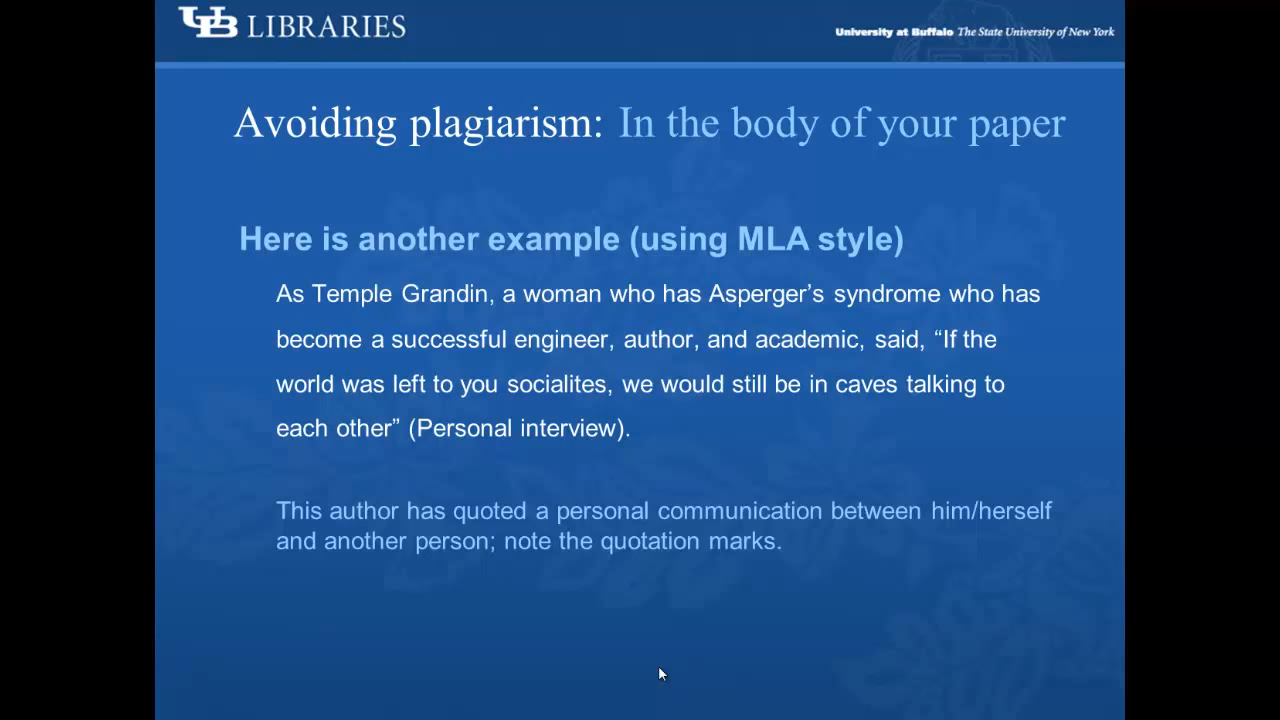 UB LIBRARIES
University at Buffalo The State University of New York
Avoiding plagiarism: In the body of your paper
Here is another example (using MLA style)
As Temple Grandin, a woman who has Asperger’s syndrome who has
become a successful engineer, author, and academic, said, “If the
world was left to you socialites, we would still be in caves talking to
each other” (Personal interview).
This author has quoted a personal communication between him/herself
and another person; note the quotation marks.